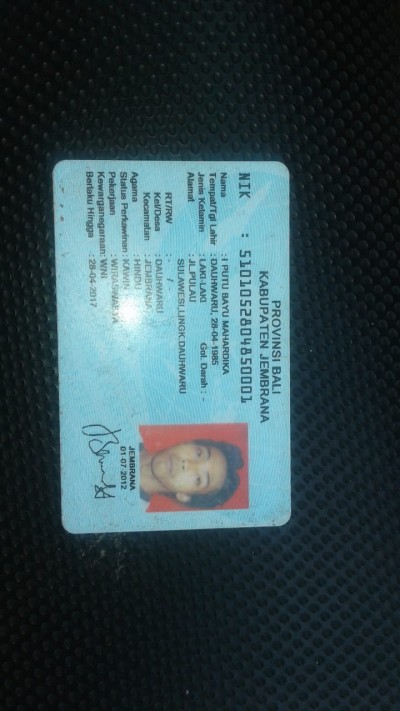 PROVINSI BALI
KABUPATEN JEMBRANA
NIK : 5101052804850001
Nama : I PUTU BAYU MAHARDIKA
Tempat/Tgl Lahir : DAUHWARU, 28-04-1985
Jenis Kelamin : LAKI-LAKI Gol. Darah : -
Alamat : JL.PULAU
SULAWESI,LINGK.DAUHWARU
RT/RW : - / -
Kel/Desa : DAUHWARU
Kecamatan : JEMBRANA
Agama : HINDU
Status Perkawinan: KAWIN
Pekerjaan : WIRASWASTA
Kewarganegaraan: WNI
Berlaku Hingga : 28-04-2017
JEMBRANA
01-07-2012